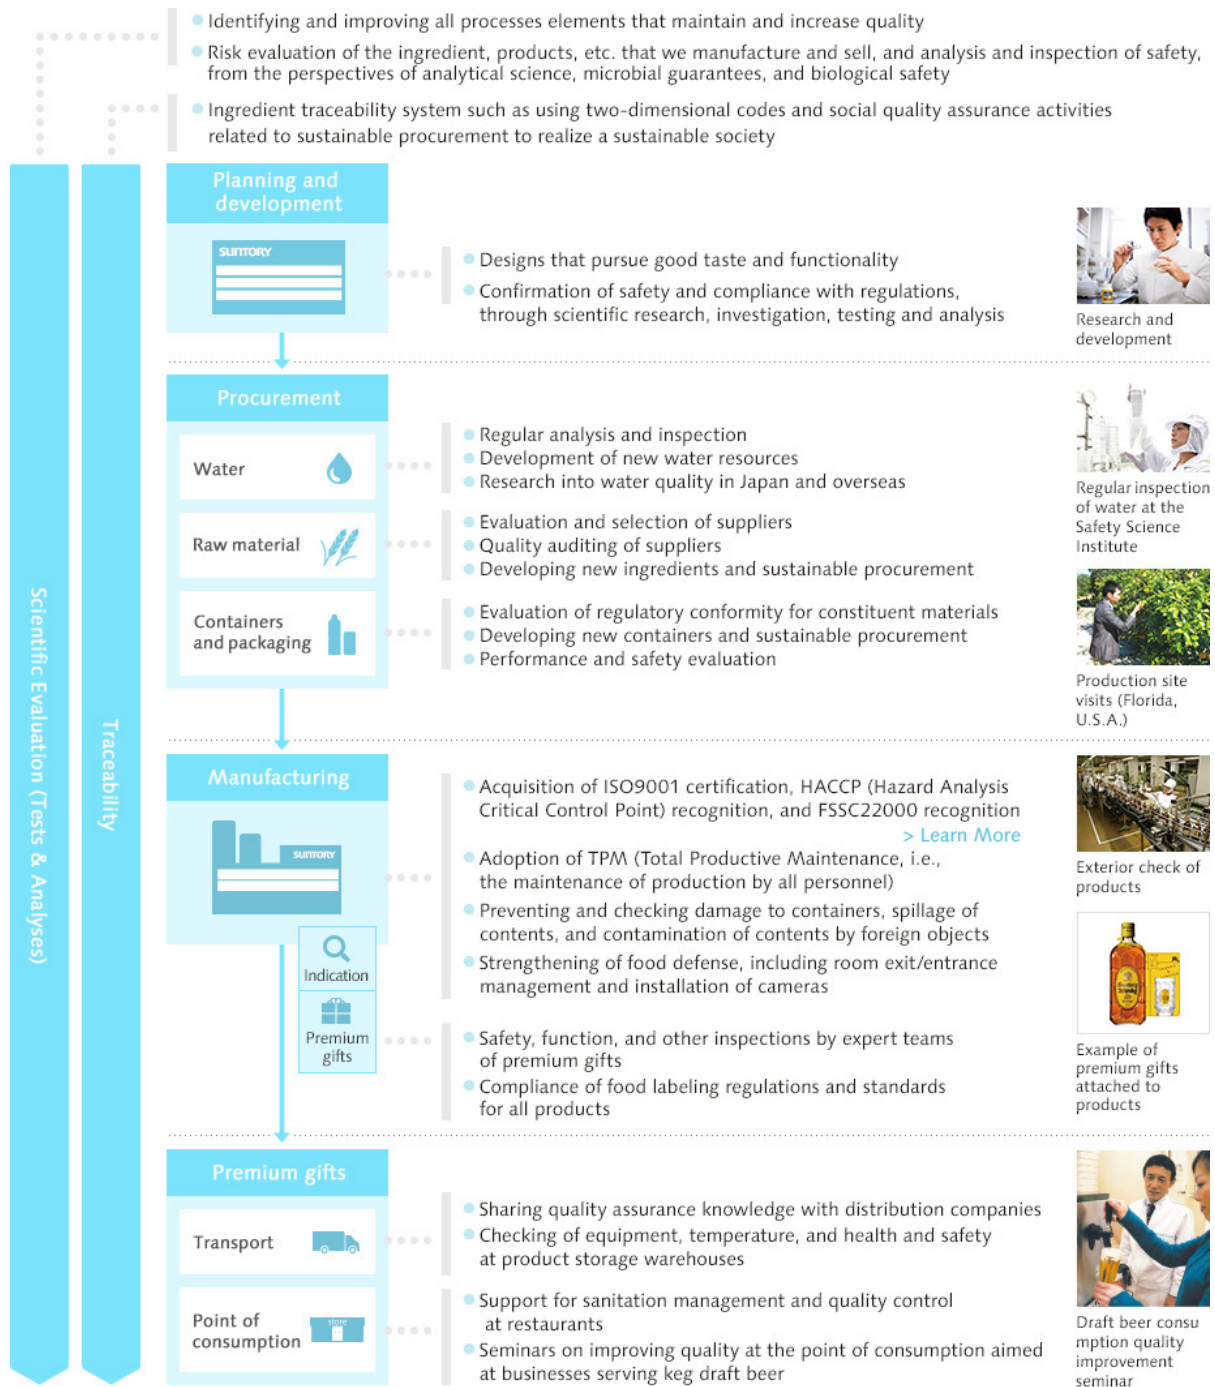 Identifying and improving all processes elements that maintain and increase quality
Risk evaluation of the ingredient, products, etc. that we manufacture and sell, and analysis and inspection of safety,
from the perspectives of analytical science, microbial guarantees, and biological safety
Ingredient traceability system such as using two-dimensional codes and social quality assurance activities
related to sustainable procurement to realize a sustainable society
Scientific Evaluation (Tests & Analyses)
Traceability
Planning and
development
SUNTORY
Designs that pursue good taste and functionality
Confirmation of safety and compliance with regulations,
through scientific research, investigation, testing and analysis
Research and
development
Procurement
Water
Regular analysis and inspection
Development of new water resources
Research into water quality in Japan and overseas
Regular inspection
of water at the
Safety Science
Institute
Raw material
Evaluation and selection of suppliers
Quality auditing of suppliers
Developing new ingredients and sustainable procurement
Containers
and packaging
Evaluation of regulatory conformity for constituent materials
Developing new containers and sustainable procurement
Performance and safety evaluation
Production site
visits (Florida,
U.S.A.)
Manufacturing
SUNTORY
Acquisition of ISO9001 certification, HACCP (Hazard Analysis
Critical Control Point) recognition, and FSSC22000 recognition
> Learn More
Adoption of TPM (Total Productive Maintenance, i.e.,
the maintenance of production by all personnel)
Preventing and checking damage to containers, spillage of
contents, and contamination of contents by foreign objects
Strengthening of food defense, including room exit/entrance
management and installation of cameras
Exterior check of
products
Indication
Premium
gifts
Safety, function, and other inspections by expert teams
of premium gifts
Compliance of food labeling regulations and standards
for all products
Example of
premium gifts
attached to
products
Premium gifts
Transport
Sharing quality assurance knowledge with distribution companies
Checking of equipment, temperature, and health and safety
at product storage warehouses
Point of
consumption
store
Support for sanitation management and quality control
at restaurants
Seminars on improving quality at the point of consumption aimed
at businesses serving keg draft beer
Draft beer consu
mption quality
improvement
seminar